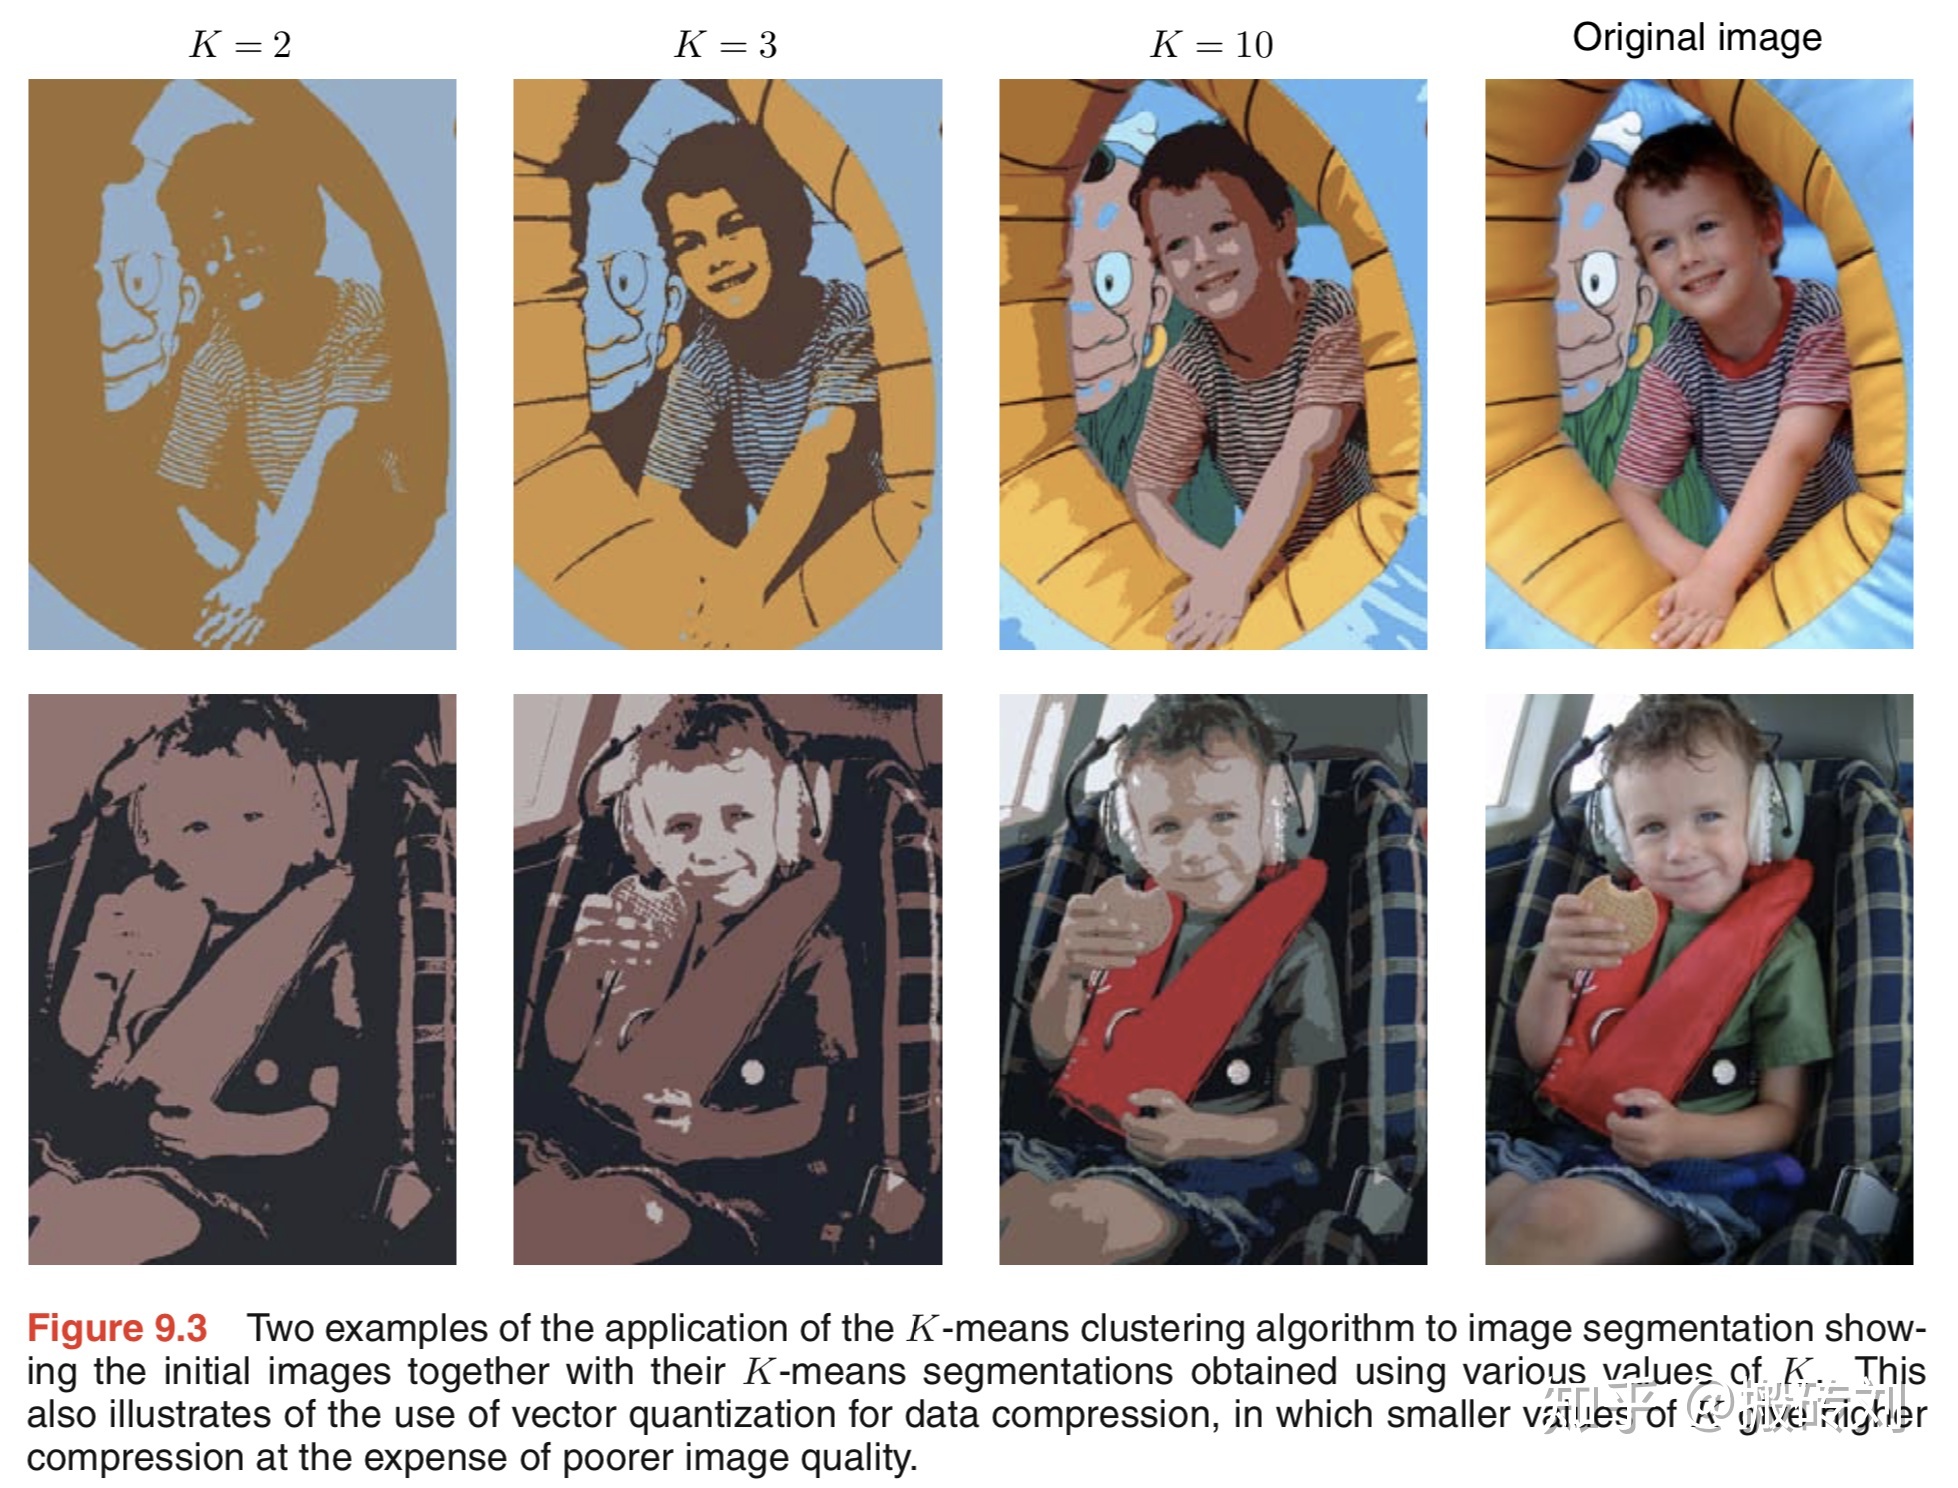 K = 2
K = 3
K = 10
Original image
Figure 9.3 Two examples of the application of the K-means clustering algorithm to image segmentation show-
ing the initial images together with their K-means segmentations obtained using various values of K. This
also illustrates of the use of vector quantization for data compression, in which smaller values of K give higher
compression at the expense of poorer image quality.
知乎 @搬砖刘